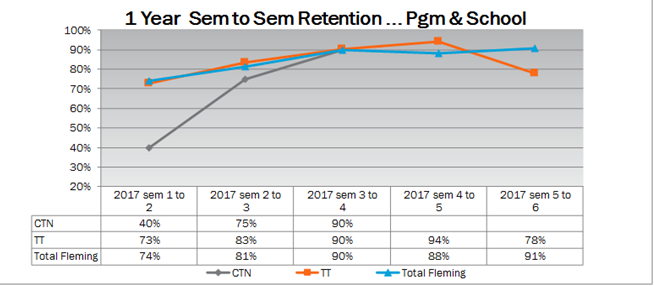 1 Year Sem to Sem Retention ... Pgm & School
100%
90%
80%
70%
60%
50%
40%
30%
20%
2017 sem 1 to 2 2017 sem 2 to 3 2017 sem 3 to 4 2017 sem 4 to 5 2017 sem 5 to 6
CTN 40% 75% 90%
TT 73% 83% 90% 94% 78%
Total Fleming 74% 81% 90% 88% 91%
CTN TT Total Fleming